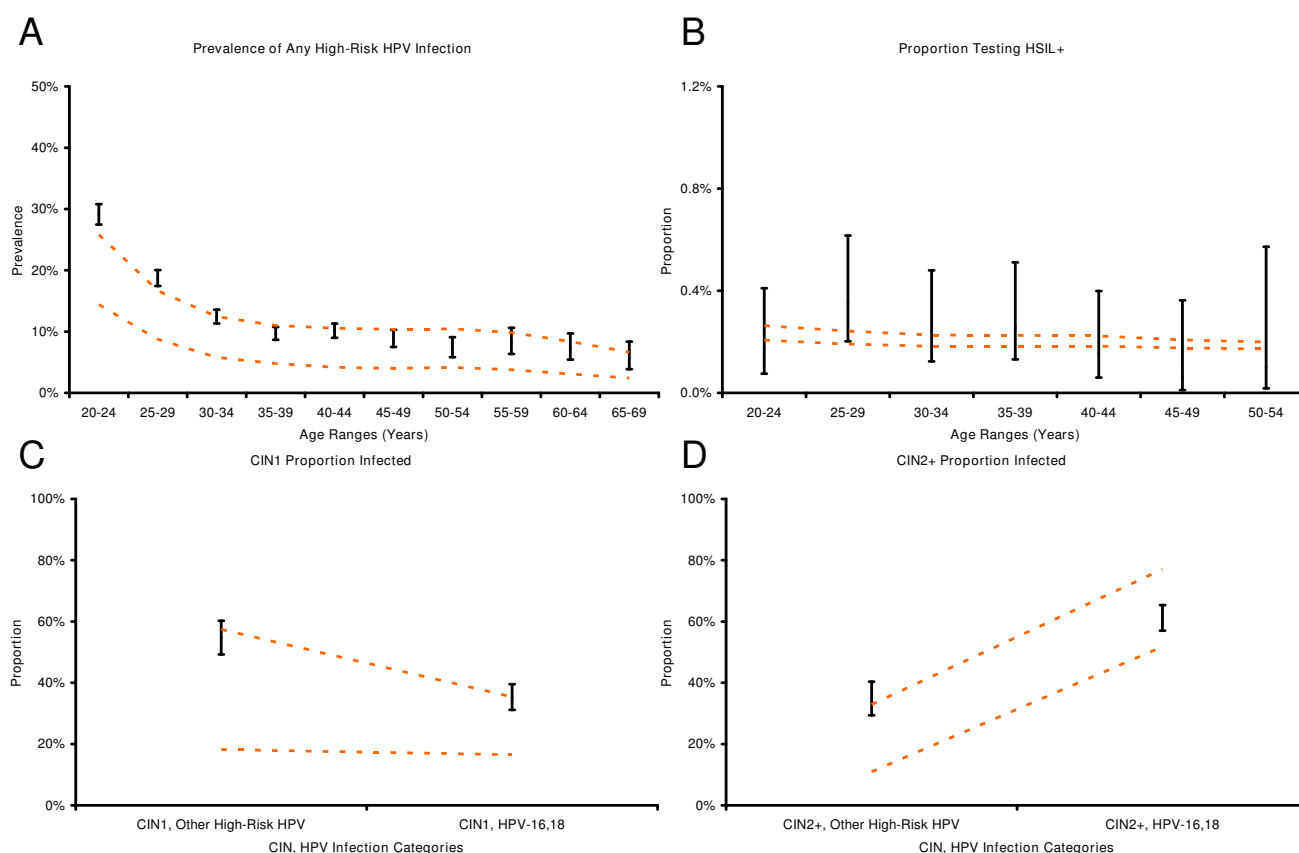 A
Prevalence of Any High-Risk HPV Infection
50%
40%
30%
20%
10%
0%
Prevalence
20-24 25-29 30-34 35-39 40-44 45-49 50-54 55-59 60-64 65-69
Age Ranges (Years)
B
Proportion Testing HSIL+
1.2%
0.8%
0.4%
0.0%
Proportion
20-24 25-29 30-34 35-39 40-44 45-49 50-54
Age Ranges (Years)
C
CIN1 Proportion Infected
100%
80%
60%
40%
20%
0%
Proportion
CIN1, Other High-Risk HPV CIN1, HPV-16,18
CIN, HPV Infection Categories
D
CIN2+ Proportion Infected
100%
80%
60%
40%
20%
0%
Proportion
CIN2+, Other High-Risk HPV CIN2+, HPV-16,18
CIN, HPV Infection Categories